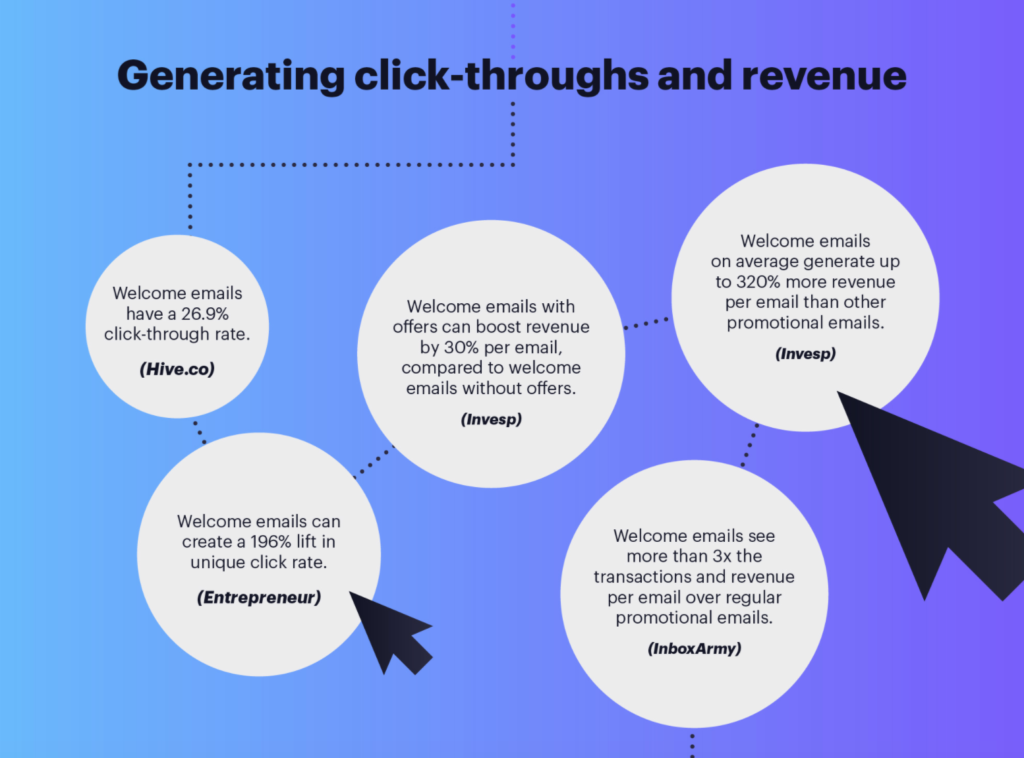 Generating click-throughs and revenue
Welcome emails
have a 26.9%
click-through rate.
(Hive.co)
Welcome emails can
create a 196% lift in
unique click rate.
(Entrepreneur)
Welcome emails with
offers can boost revenue
by 30% per email,
compared to welcome
emails without offers.
(Invesp)
Welcome emails
on average generate up
to 320% more revenue
per email than other
promotional emails.
(Invesp)
Welcome emails see
more than 3x the
transactions and revenue
per email over regular
promotional emails.
(InboxArmy)